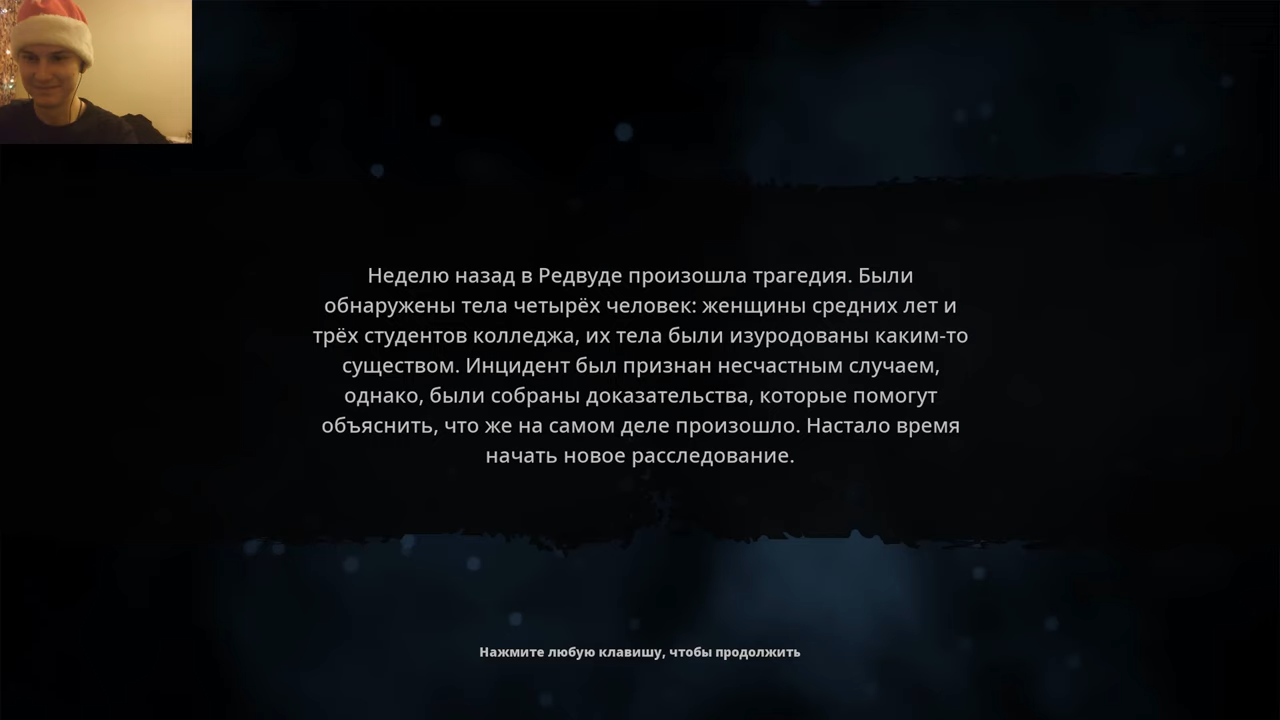 Неделю назад в Редвуде произошла трагедия. Были
обнаружены тела четырёх человек: женщины средних лет и
трёх студентов колледжа, их тела были изуродованы каким-то
существом. Инцидент был признан несчастным случаем,
однако, были собраны доказательства, которые помогут
объяснить, что же на самом деле произошло. Настало время
начать новое расследование.
Нажмите любую клавишу, чтобы продолжить